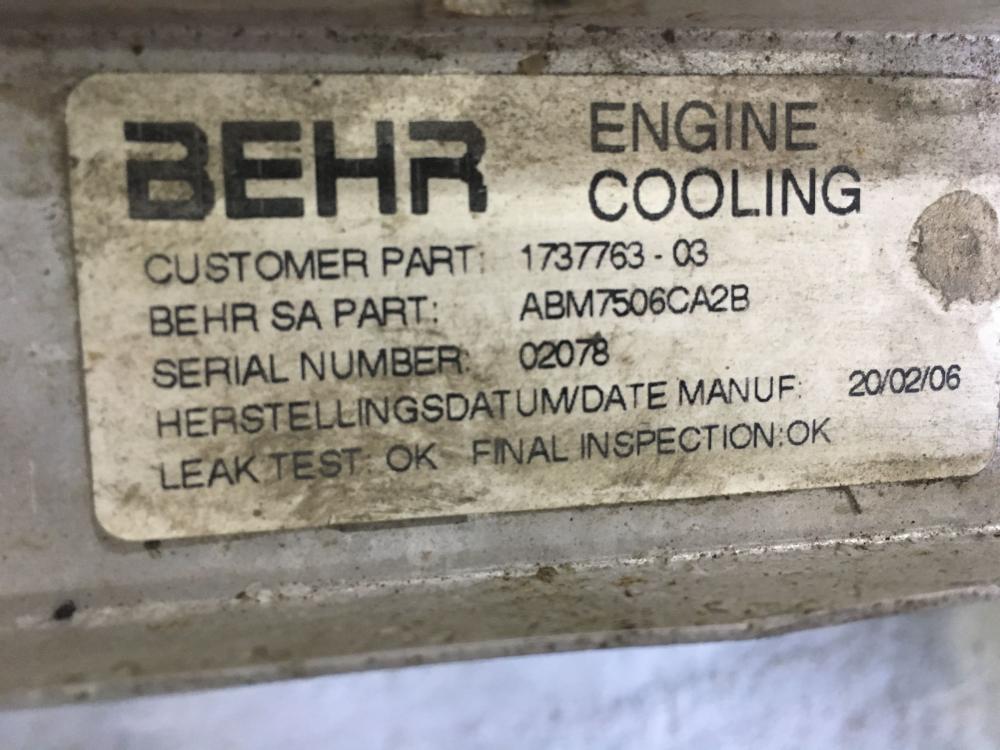 BEHR
ENGINE
COOLING
CUSTOMER PART: 1737763 - 03
BEHR SA PART: ABM7506CA2B
SERIAL NUMBER: 02078
HERSTELLINGSDATUM/DATE MANUF: 20/02/06
LEAK TEST: OK FINAL INSPECTION:OK